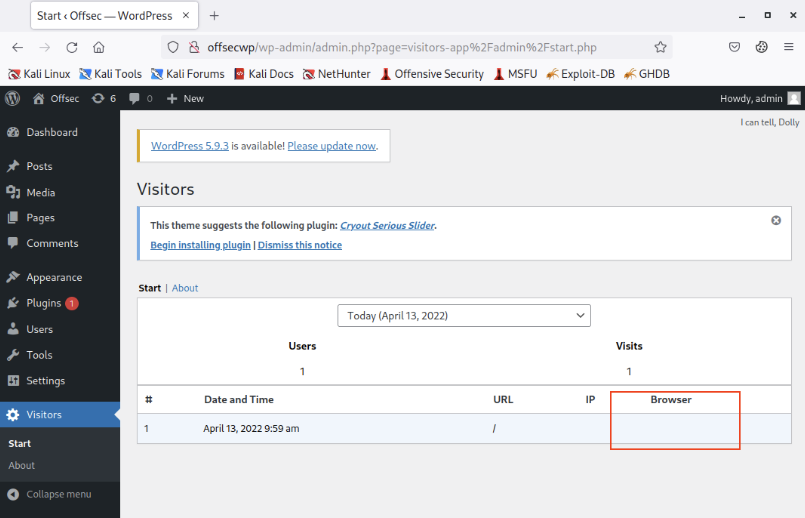 Start ‹ Offsec — WordPress
offsecwp/wp-admin/admin.php?page=visitors-app%2Fadmin%2Fstart.php
Kali Linux Kali Tools Kali Forums Kali Docs NetHunter Offensive Security MSFU Exploit-DB GHDB
Offsec 6 0 New Howdy, admin
I can tell, Dolly
Dashboard
Posts
Media
Pages
Comments
Appearance
Plugins 1
Users
Tools
Settings
Visitors
Start
About
Collapse menu
WordPress 5.9.3 is available! Please update now.
Visitors
This theme suggests the following plugin: Cryout Serious Slider.
Begin installing plugin | Dismiss this notice
Start | About
Today (April 13, 2022)
Users Visits
1 1
# Date and Time URL IP Browser
1 April 13, 2022 9:59 am /